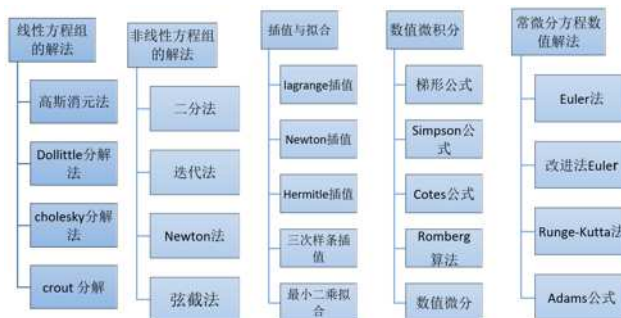 线性方程组
的解法
高斯消元法
Dollittle分解
法
cholesky分解
法
crout 分解
非线性方程组
的解法
二分法
迭代法
Newton法
弦截法
插值与拟合
lagrange插值
Newton插值
Hermitle插值
三次样条插
值
最小二乘拟
合
数值微积分
梯形公式
Simpson公
式
Cotes公式
Romberg
算法
数值微分
常微分方程数
值解法
Euler法
改进法Euler
Runge-Kutta法
Adams公式